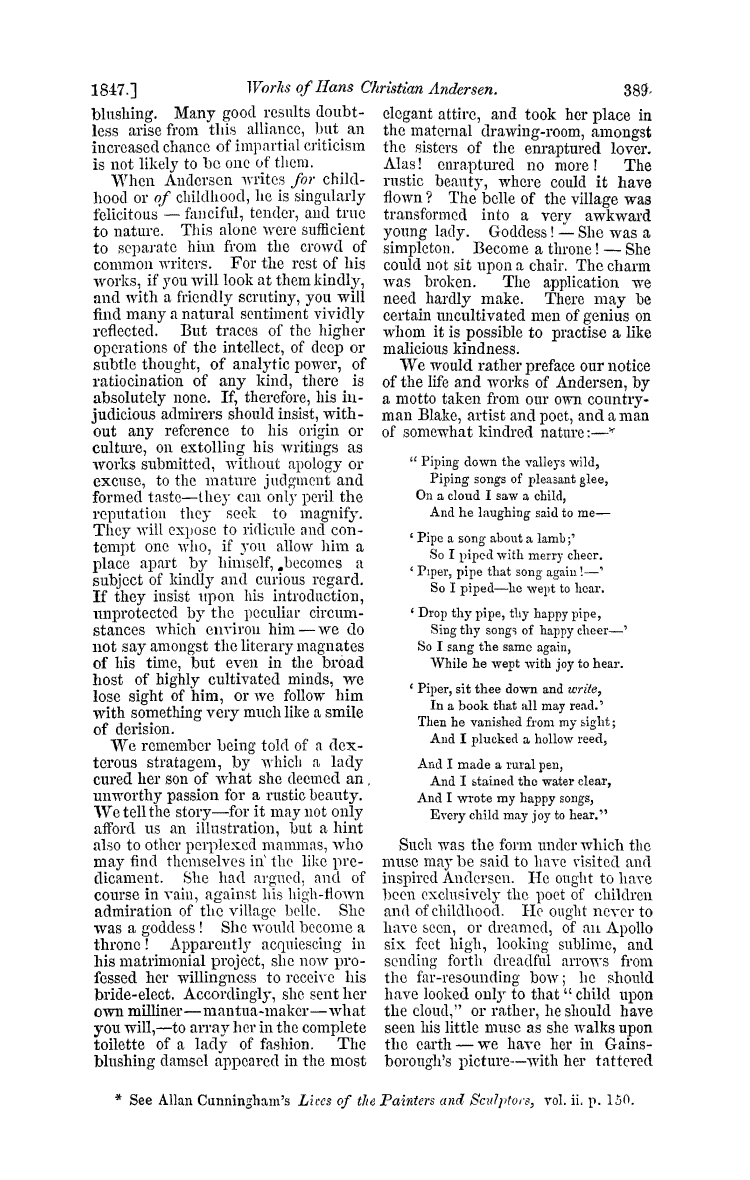 1847.] Works of Hans Christian Andersen. 389
blushing. Many good results doubt-
less arise from this alliance, but an
increased chance of impartial criticism
is not likely to be one of them.
When Andersen writes for child-
hood or of childhood, he is singularly
felicitous — fanciful, tender, and true
to nature. This alone were sufficient
to separate him from the crowd of
common writers. For the rest of his
works, if you will look at them kindly,
and with a friendly scrutiny, you will
find many a natural sentiment vividly
reflected. But traces of the higher
operations of the intellect, of deep or
subtle thought, of analytic power, of
ratiocination of any kind, there is
absolutely none. If, therefore, his in-
judicious admirers should insist, with-
out any reference to his origin or
culture, on extolling his writings as
works submitted, without apology or
excuse, to the mature judgment and
formed taste—they can only peril the
reputation they seek to magnify.
They will expose to ridicule and con-
tempt one who, if you allow him a
place apart by himself, becomes a
subject of kindly and curious regard.
If they insist upon his introduction,
unprotected by the peculiar circum-
stances which environ him — we do
not say amongst the literary magnates
of his time, but even in the broad
host of highly cultivated minds, we
lose sight of him, or we follow him
with something very much like a smile
of derision.
We remember being told of a dex-
terous stratagem, by which a lady
cured her son of what she deemed an
unworthy passion for a rustic beauty.
We tell the story—for it may not only
afford us an illustration, but a hint
also to other perplexed mammas, who
may find themselves in the like pre-
dicament. She had argued, and of
course in vain, against his high-flown
admiration of the village belle. She
was a goddess! She would become a
throne! Apparently acquiescing in
his matrimonial project, she now pro-
fessed her willingness to receive his
bride-elect. Accordingly, she sent her
own milliner—mantua-maker—what
you will,—to array her in the complete
toilette of a lady of fashion. The
blushing damsel appeared in the most
elegant attire, and took her place in
the maternal drawing-room, amongst
the sisters of the enraptured lover.
Alas! enraptured no more! The
rustic beauty, where could it have
flown? The belle of the village was
transformed into a very awkward
young lady. Goddess! — She was a
simpleton. Become a throne! — She
could not sit upon a chair. The charm
was broken. The application we
need hardly make. There may be
certain uncultivated men of genius on
whom it is possible to practise a like
malicious kindness.
We would rather preface our notice
of the life and works of Andersen, by
a motto taken from our own country-
man Blake, artist and poet, and a man
of somewhat kindred nature:—*
“ Piping down the valleys wild,
Piping songs of pleasant glee,
On a cloud I saw a child,
And he laughing said to me—
‘ Pipe a song about a lamb;’
So I piped with merry cheer.
‘ Piper, pipe that song again!—’
So I piped—he wept to hear.
‘ Drop thy pipe, thy happy pipe,
Sing thy songs of happy cheer—’
So I sang the same again,
While he wept with joy to hear.
‘ Piper, sit thee down and write,
In a book that all may read.’
Then he vanished from my sight;
And I plucked a hollow reed,
And I made a rural pen,
And I stained the water clear,
And I wrote my happy songs,
Every child may joy to hear.”
Such was the form under which the
muse may be said to have visited and
inspired Andersen. He ought to have
been exclusively the poet of children
and of childhood. He ought never to
have seen, or dreamed, of an Apollo
six feet high, looking sublime, and
sending forth dreadful arrows from
the far-resounding bow; he should
have looked only to that “ child upon
the cloud,” or rather, he should have
seen his little muse as she walks upon
the earth — we have her in Gains-
borough's picture—with her tattered
* See Allan Cunningham's Lives of the Painters and Sculptors, vol. ii. p. 150.